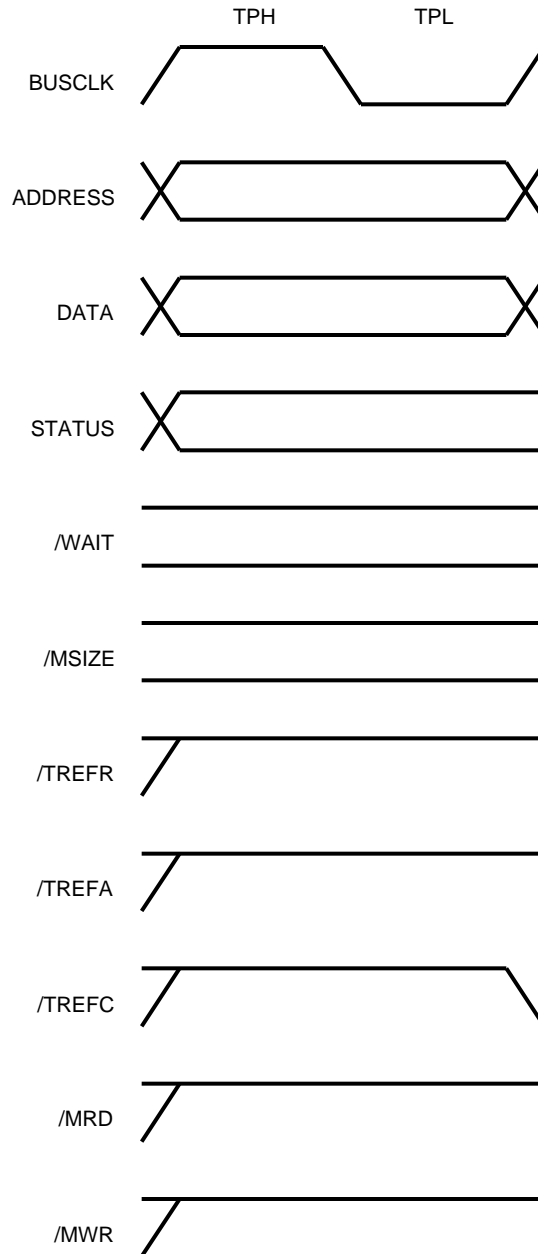 TPH TPL
BUSCLK
ADDRESS
DATA
STATUS
/WAIT
/MSIZE
/TREFR
/TREFA
/TREFC
/MRD
/MWR